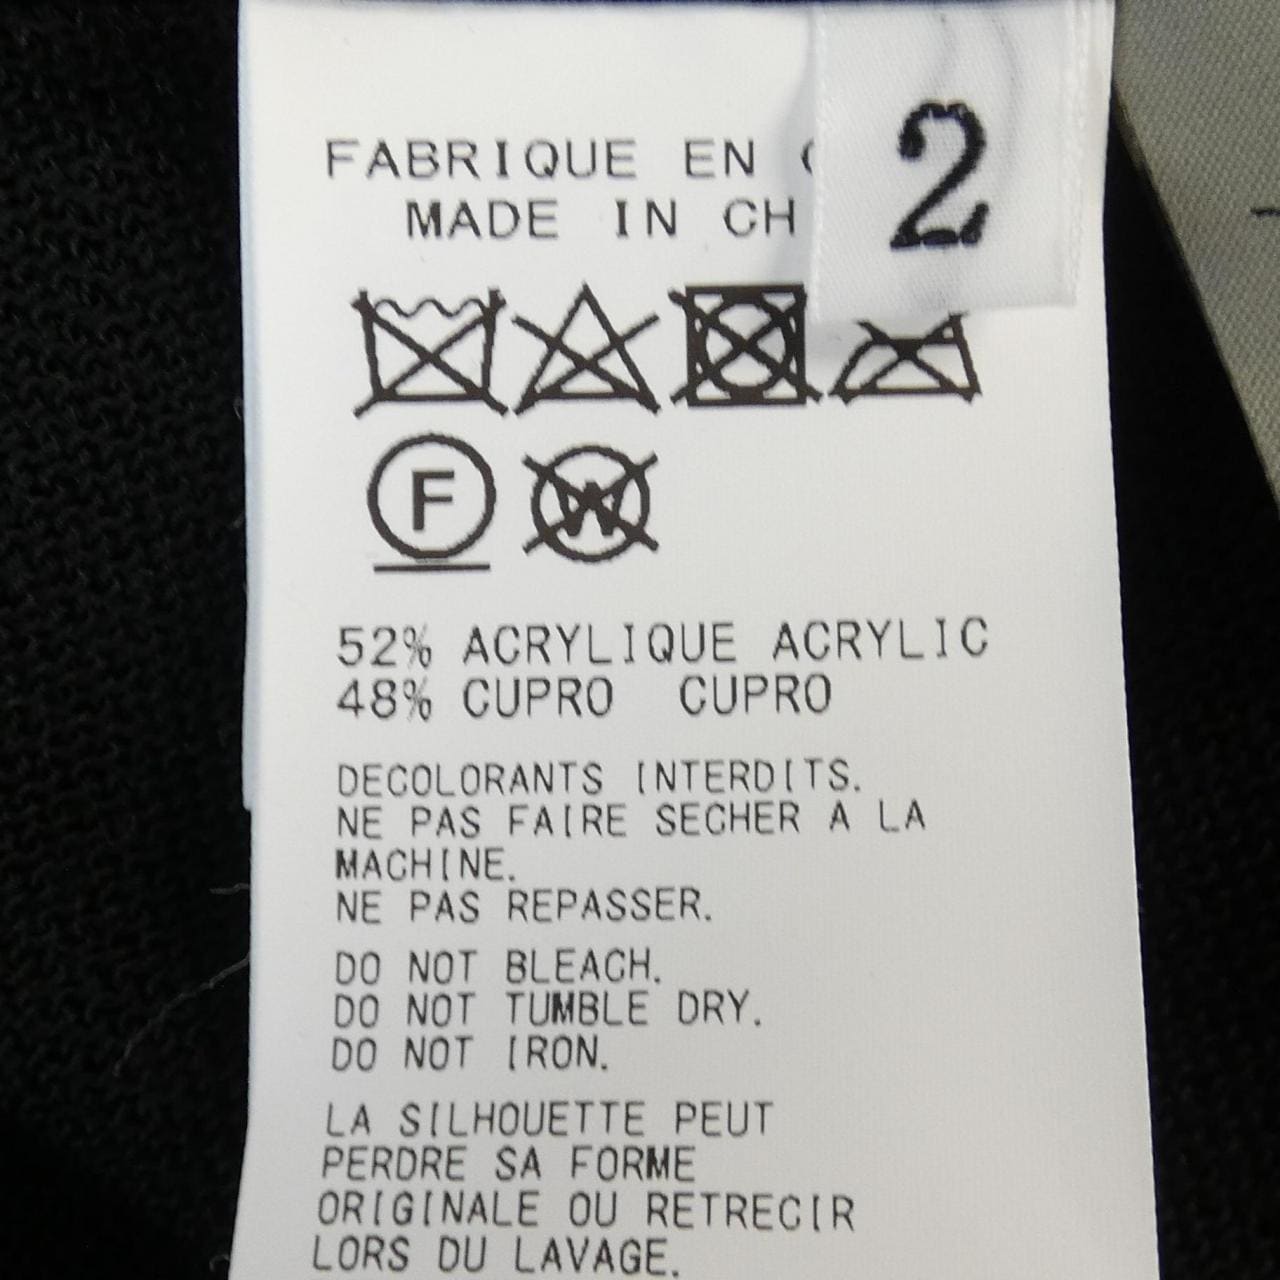 2
FABRIQUE EN
MADE IN CH
F
W
52% ACRYLIQUE ACRYLIC
48% CUPRO CUPRO
DECOLORANTS INTERDITS.
NE PAS FAIRE SECHER A LA
MACHINE.
NE PAS REPASSER.
DO NOT BLEACH.
DO NOT TUMBLE DRY.
DO NOT IRON.
LA SILHOUETTE PEUT
PERDRE SA FORME
ORIGINALE OU RETRECIR
LORS DU LAVAGE.